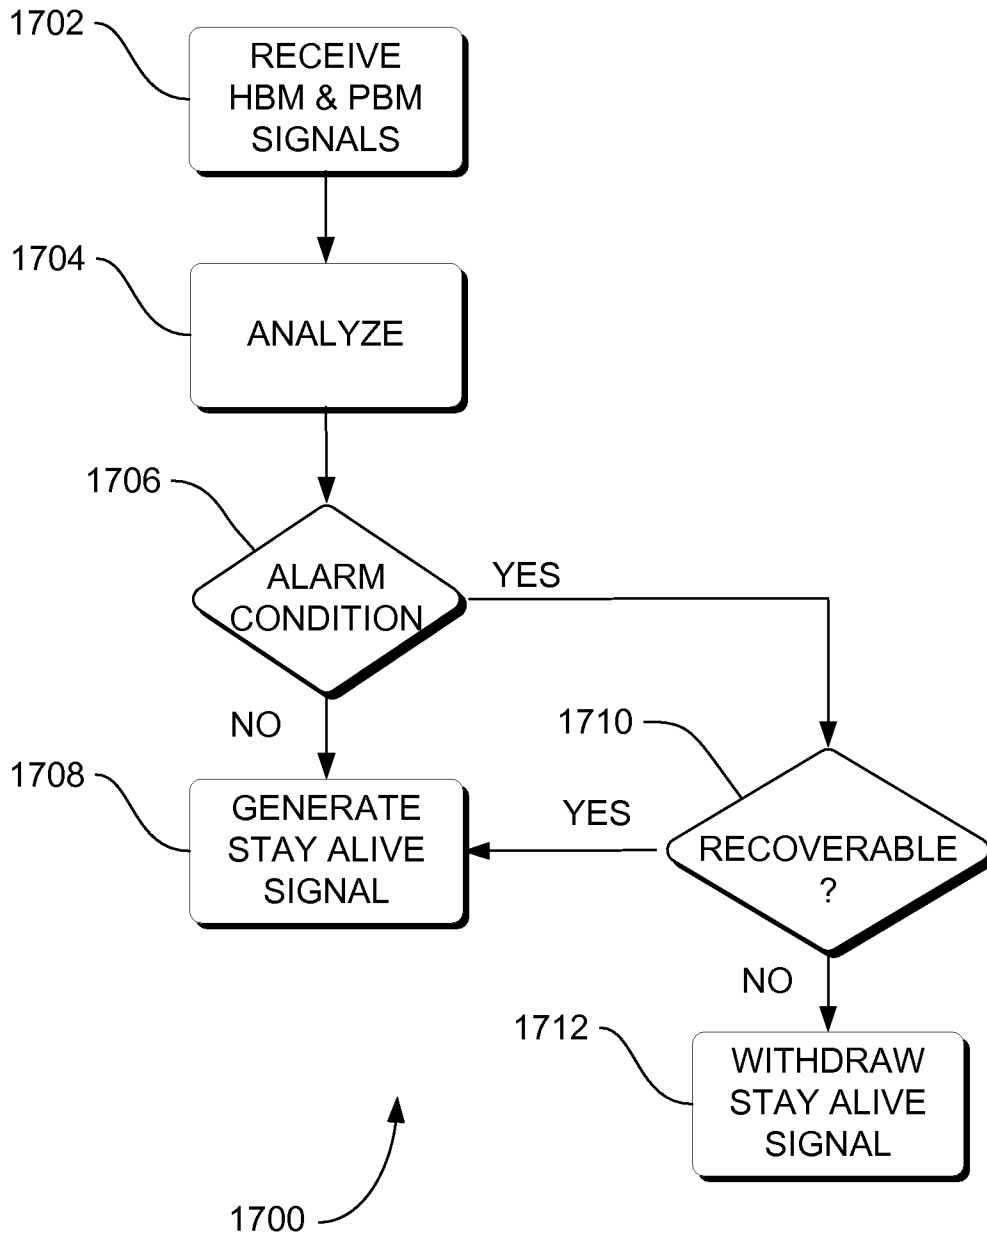 1702
RECEIVE
HBM & PBM
SIGNALS
1704
ANALYZE
1706
ALARM
CONDITION
YES
NO
1710
1708
GENERATE
STAY ALIVE
SIGNAL
YES
RECOVERABLE
?
NO
1712
WITHDRAW
STAY ALIVE
SIGNAL
1700